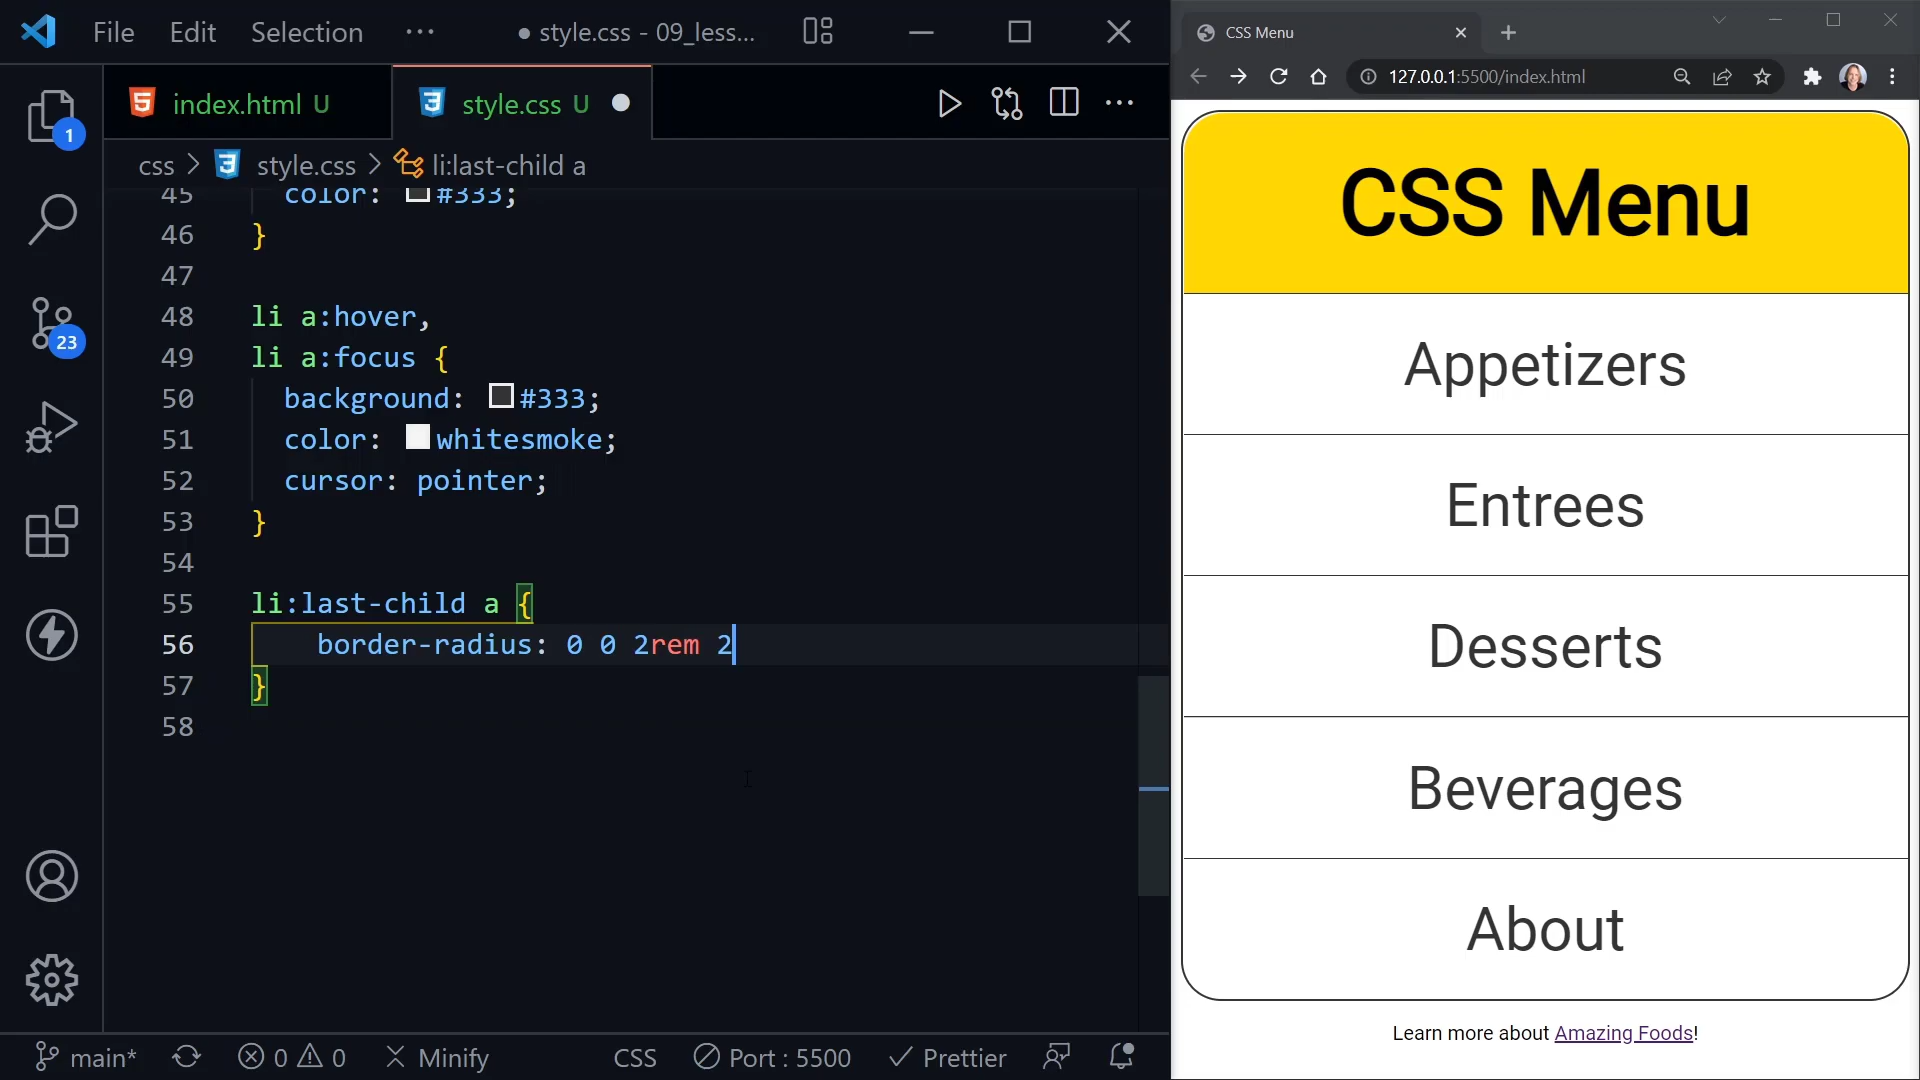 File Edit Selection ··· ● style.css - 09_less...
index.html U
style.css U ●
css > style.css > li:last-child a
45 color: #333;
46 }
47
48 li a:hover,
49 li a:focus {
50 background: #333;
51 color: whitesmoke;
52 cursor: pointer;
53 }
54
55 li:last-child a {
56 border-radius: 0 0 2rem 2
57 }
58
1
23
main* 0 0 Minify CSS Port : 5500 Prettier
CSS Menu
127.0.0.1:5500/index.html
CSS Menu
Appetizers
Entrees
Desserts
Beverages
About
Learn more about Amazing Foods!